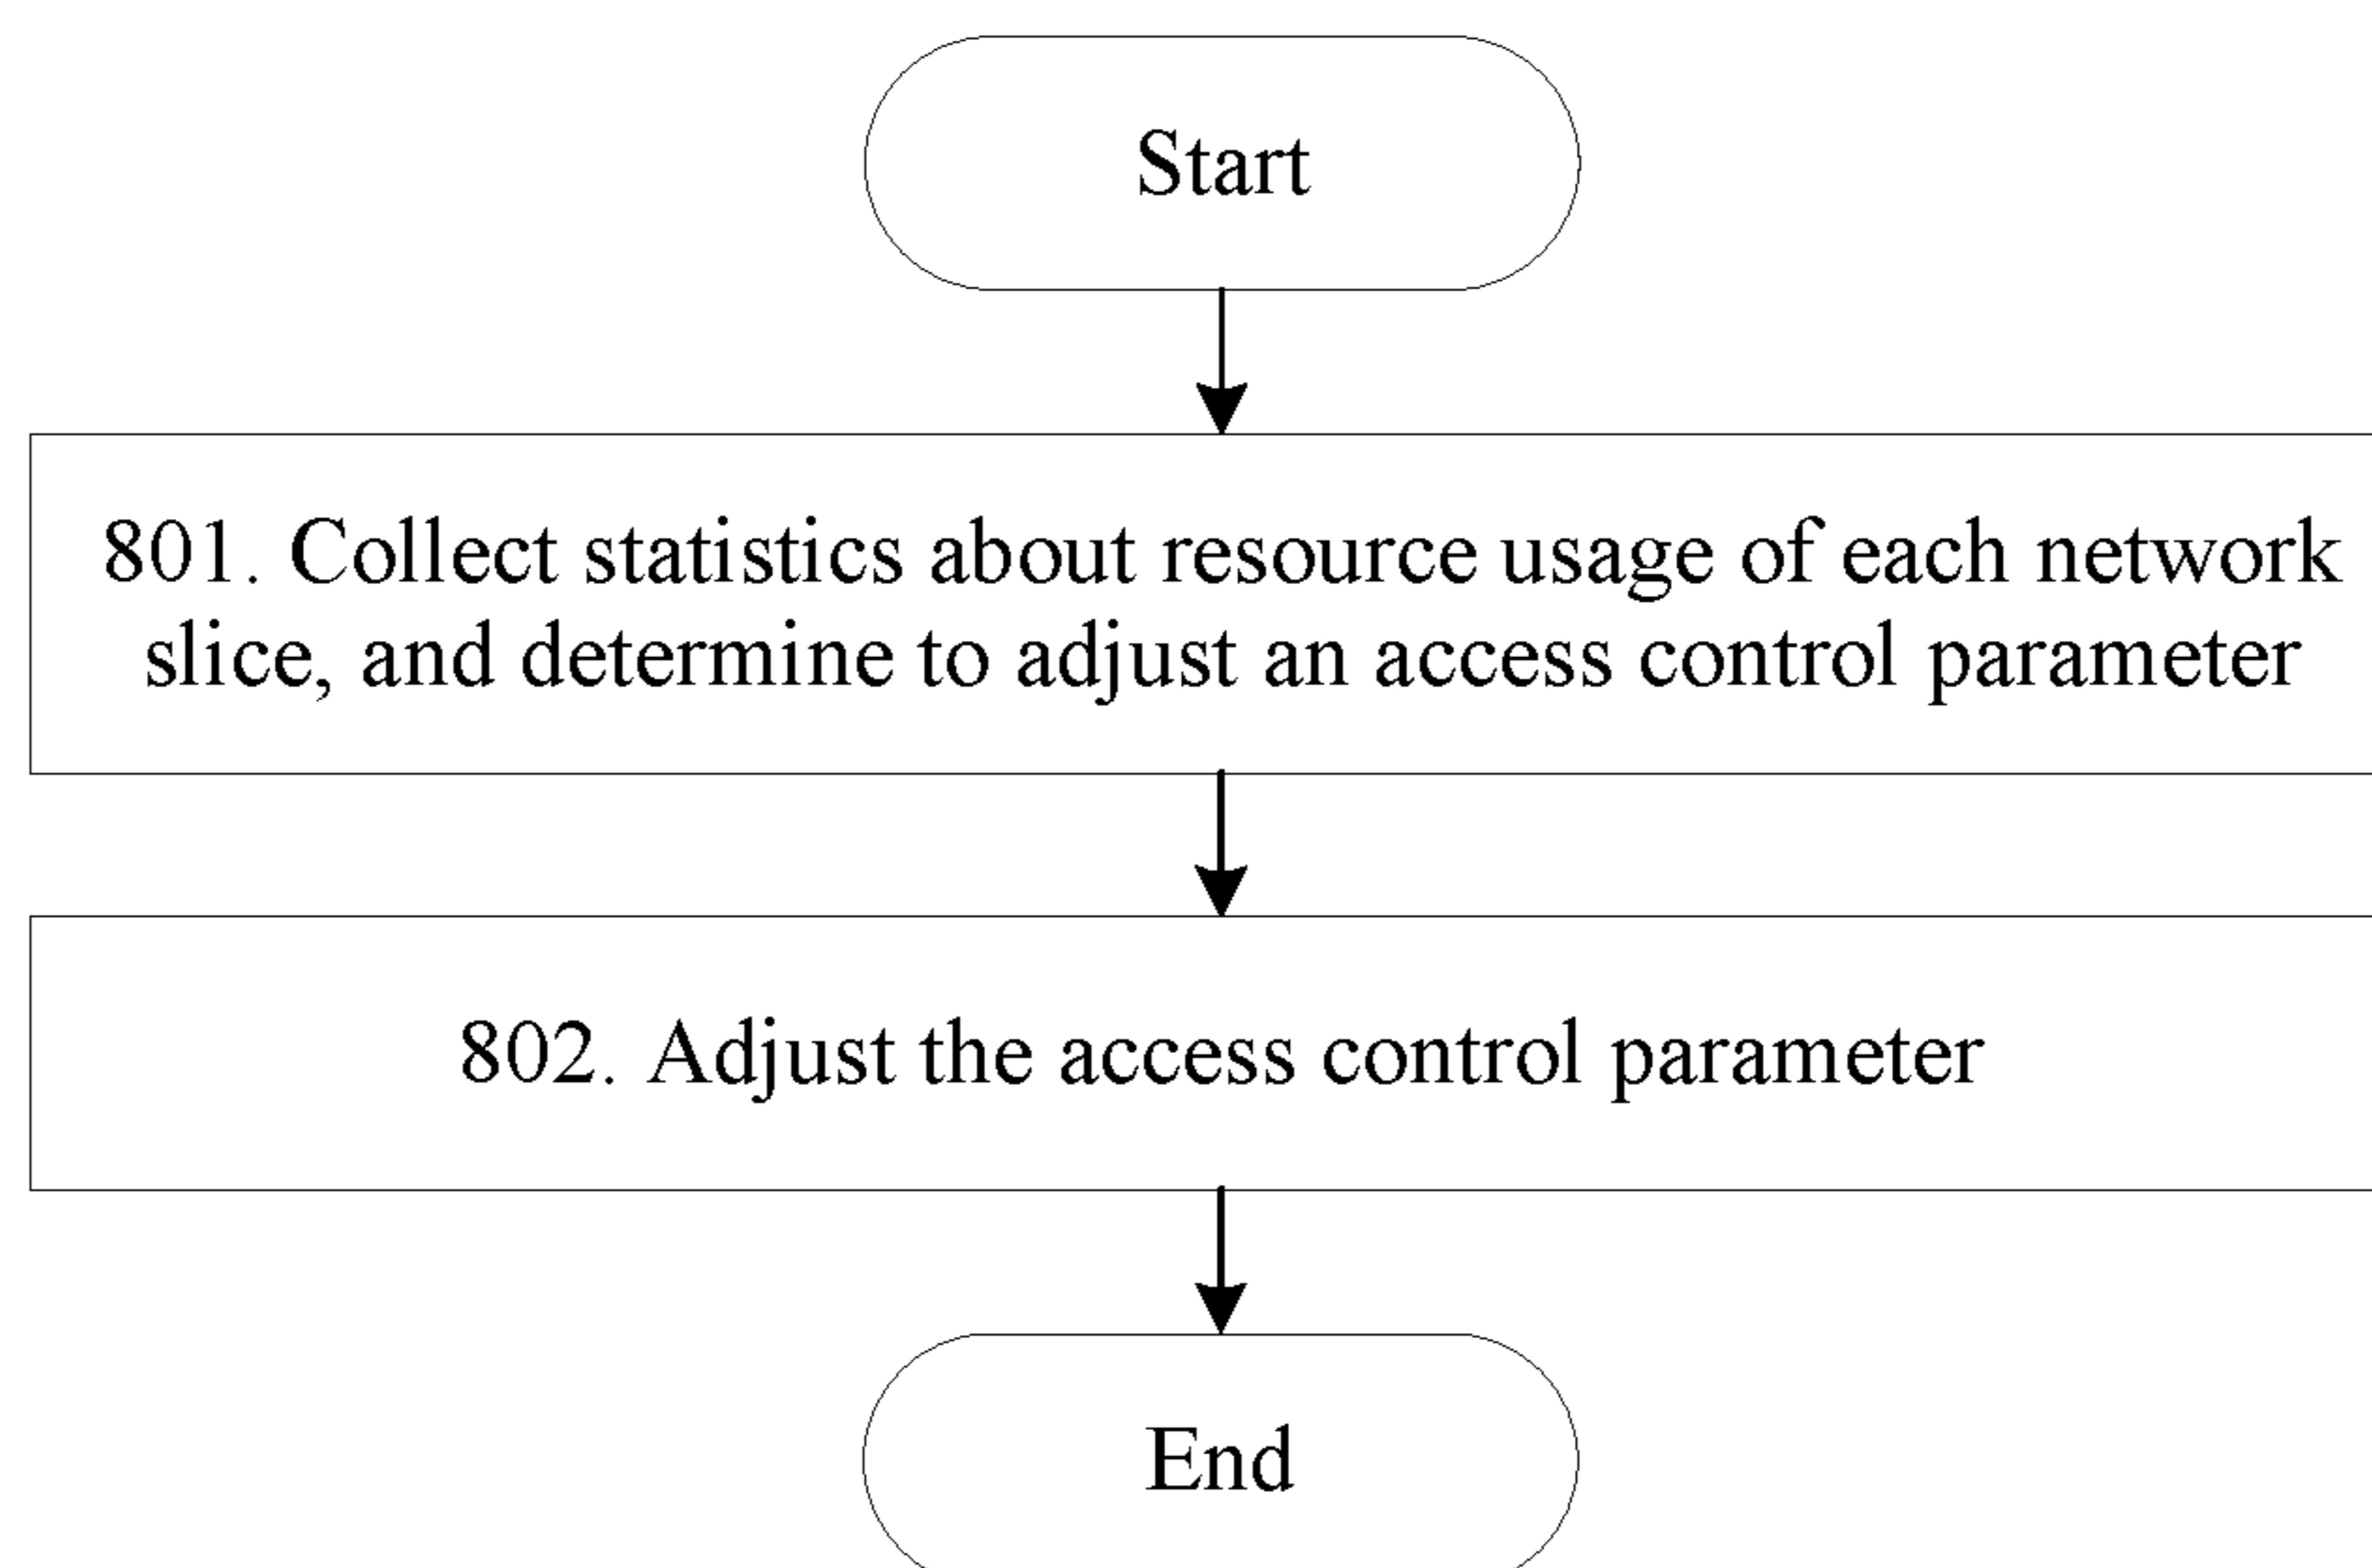 Start
801. Collect statistics about resource usage of each network
slice, and determine to adjust an access control parameter
802. Adjust the access control parameter
End